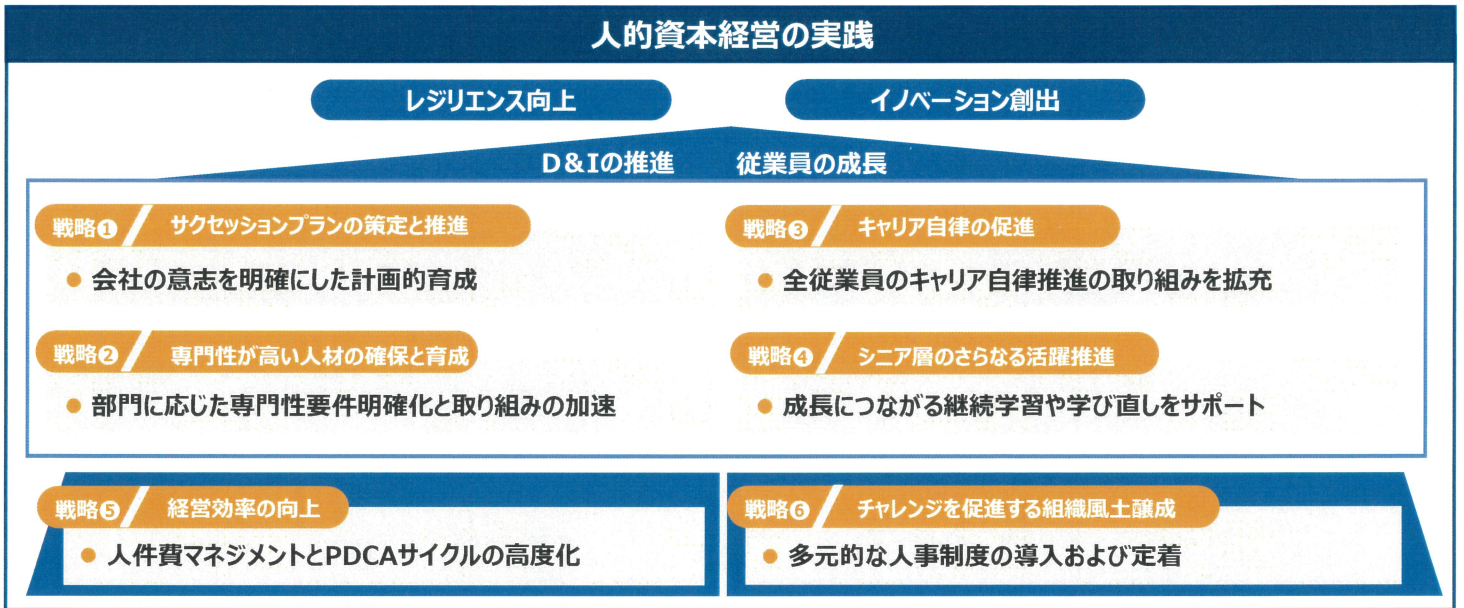 人的資本経営の実践
レジリエンス向上
イノベーション創出
D&Iの推進 従業員の成長
戦略❶ サクセッションプランの策定と推進
● 会社の意志を明確にした計画的育成
戦略❷ 専門性が高い人材の確保と育成
● 部門に応じた専門性要件明確化と取り組みの加速
戦略❸ キャリア自律の促進
● 全従業員のキャリア自律推進の取り組みを拡充
戦略❹ シニア層のさらなる活躍推進
● 成長につながる継続学習や学び直しをサポート
戦略❺ 経営効率の向上
● 人件費マネジメントとPDCAサイクルの高度化
戦略❻ チャレンジを促進する組織風土醸成
● 多元的な人事制度の導入および定着